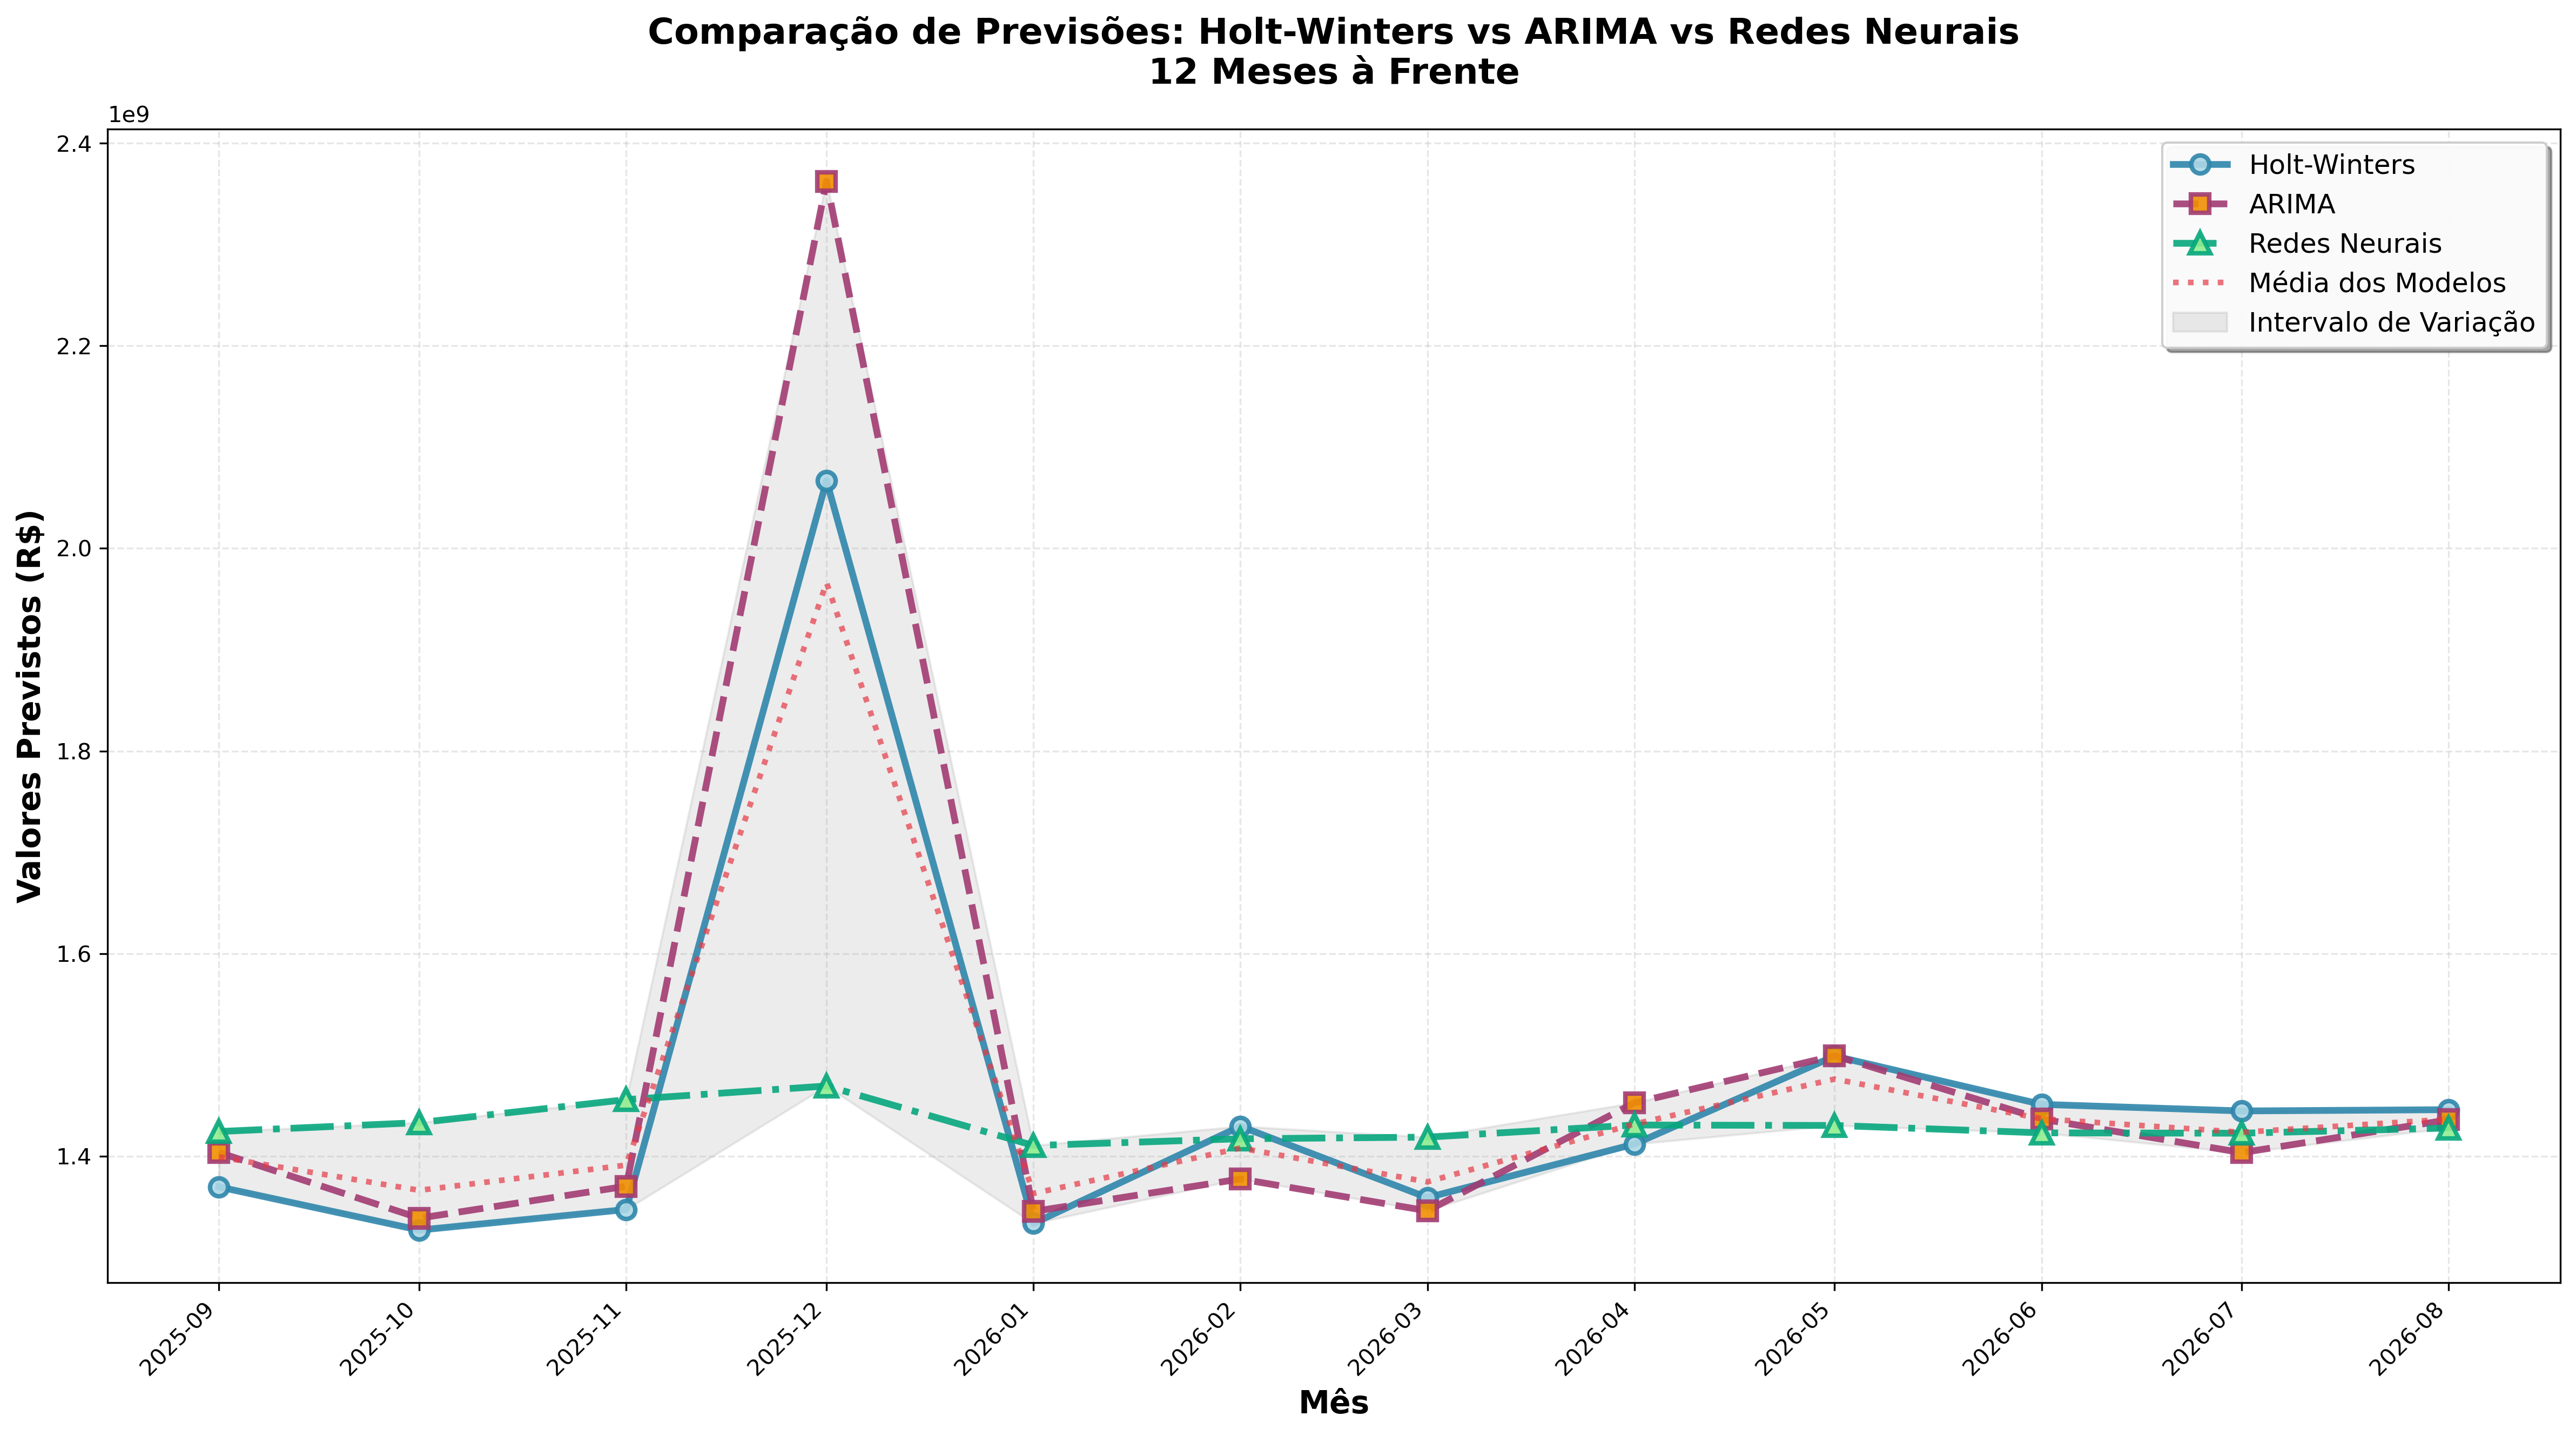 Comparação de Previsões: Holt-Winters vs ARIMA vs Redes Neurais
12 Meses à Frente
1e9
2.4
2.2
2.0
1.8
1.6
1.4
Valores Previstos (R$)
Holt-Winters
ARIMA
Redes Neurais
Média dos Modelos
Intervalo de Variação
2025-09
2025-10
2025-11
2025-12
2026-01
2026-02
2026-03
2026-04
2026-05
2026-06
2026-07
2026-08
Mês